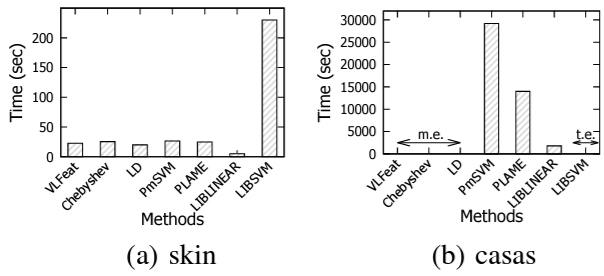 Time (sec)
200
150
100
50
0
VLFeat
Chebyshev
LD
PmSVM
PLAME
LIBLINEAR
LIBSVM
Methods
(a) skin
Time (sec)
30000
25000
20000
15000
10000
5000
0
m.e.
t.e.
VLFeat
Chebyshev
LD
PmSVM
PLAME
LIBLINEAR
LIBSVM
Methods
(b) casas